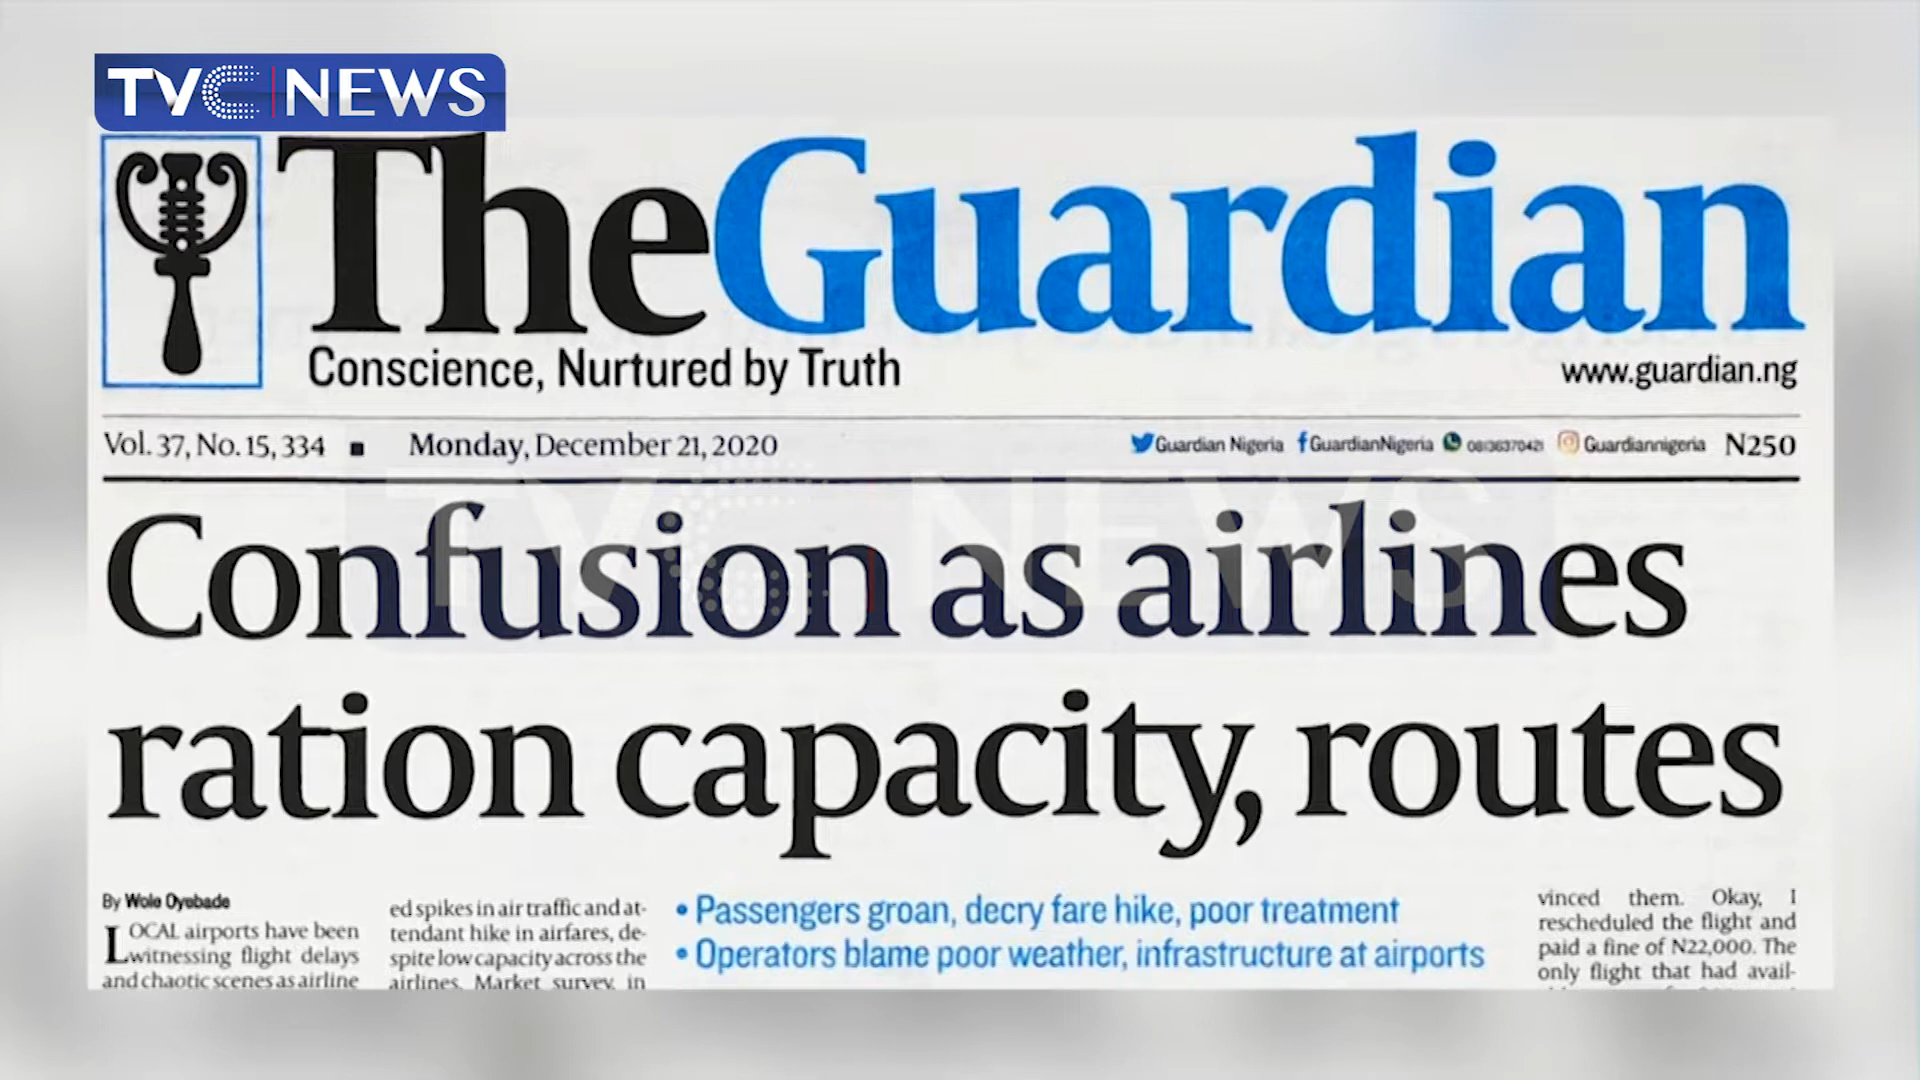 TVC NEWS
TheGuardian
Conscience, Nurtured by Truth
www.guardian.ng
Vol. 37, No. 15,334 ■ Monday, December 21, 2020
Guardian Nigeria GuardianNigeria 08136370421 Guardiannigeria N250
TVC NEWS
Confusion as airlines
ration capacity, routes
By Wole Oyebade
LOCAL airports have been
witnessing flight delays
and chaotic scenes as airline
ed spikes in air traffic and at-
tendant hike in airfares, de-
spite low capacity across the
airlines. Market survey, in
• Passengers groan, decry fare hike, poor treatment
• Operators blame poor weather, infrastructure at airports
vinced them. Okay, I
rescheduled the flight and
paid a fine of N22,000. The
only flight that had avail-